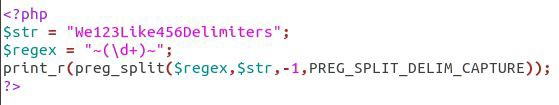 <?php
$str = "We123Like456Delimiters";
$regex = "~(\d+)~";
print_r(preg_split($regex,$str,-1,PREG_SPLIT_DELIM_CAPTURE));
?>